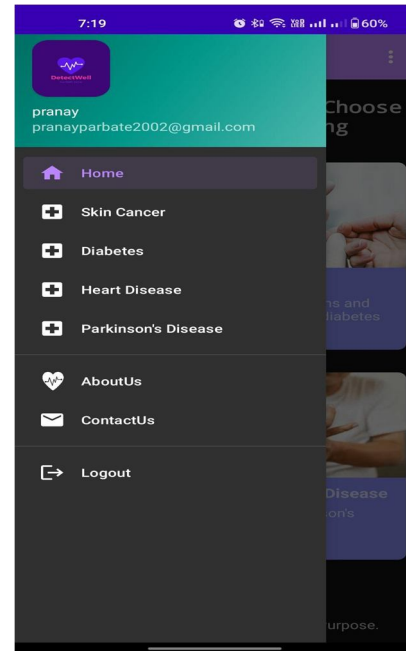 7:19
60%
DetectWell
pranay
pranayparbate2002@gmail.com
Choose
ng
Home
Skin Cancer
Diabetes
Heart Disease
Parkinson's Disease
ns and
diabetes
AboutUs
ContactUs
Logout
Disease
on's
urpose.